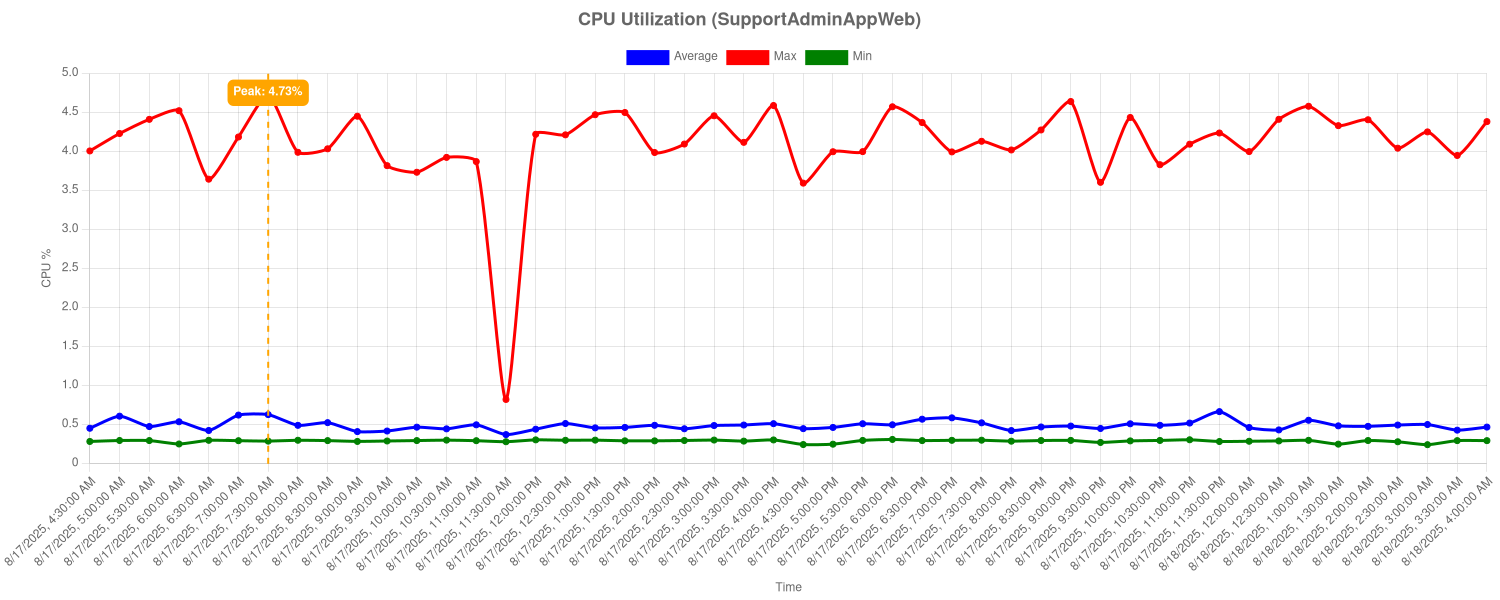 CPU Utilization (SupportAdminAppWeb)
Average Max Min
Peak: 4.73%
5.0
4.5
4.0
3.5
3.0
2.5
2.0
1.5
1.0
0.5
0
CPU %
8/17/2025, 4:30:00 AM
8/17/2025, 5:00:00 AM
8/17/2025, 5:30:00 AM
8/17/2025, 6:00:00 AM
8/17/2025, 6:30:00 AM
8/17/2025, 7:00:00 AM
8/17/2025, 7:30:00 AM
8/17/2025, 8:00:00 AM
8/17/2025, 8:30:00 AM
8/17/2025, 9:00:00 AM
8/17/2025, 9:30:00 AM
8/17/2025, 10:00:00 AM
8/17/2025, 10:30:00 AM
8/17/2025, 11:00:00 AM
8/17/2025, 11:30:00 AM
8/17/2025, 12:00:00 PM
8/17/2025, 12:30:00 PM
8/17/2025, 1:00:00 PM
8/17/2025, 1:30:00 PM
8/17/2025, 2:00:00 PM
8/17/2025, 2:30:00 PM
8/17/2025, 3:00:00 PM
8/17/2025, 3:30:00 PM
8/17/2025, 4:00:00 PM
8/17/2025, 4:30:00 PM
8/17/2025, 5:00:00 PM
8/17/2025, 5:30:00 PM
8/17/2025, 6:00:00 PM
8/17/2025, 6:30:00 PM
8/17/2025, 7:00:00 PM
8/17/2025, 7:30:00 PM
8/17/2025, 8:00:00 PM
8/17/2025, 8:30:00 PM
8/17/2025, 9:00:00 PM
8/17/2025, 9:30:00 PM
8/17/2025, 10:00:00 PM
8/17/2025, 10:30:00 PM
8/17/2025, 11:00:00 PM
8/17/2025, 11:30:00 PM
8/18/2025, 12:00:00 AM
8/18/2025, 12:30:00 AM
8/18/2025, 1:00:00 AM
8/18/2025, 1:30:00 AM
8/18/2025, 2:00:00 AM
8/18/2025, 2:30:00 AM
8/18/2025, 3:00:00 AM
8/18/2025, 3:30:00 AM
8/18/2025, 4:00:00 AM
Time